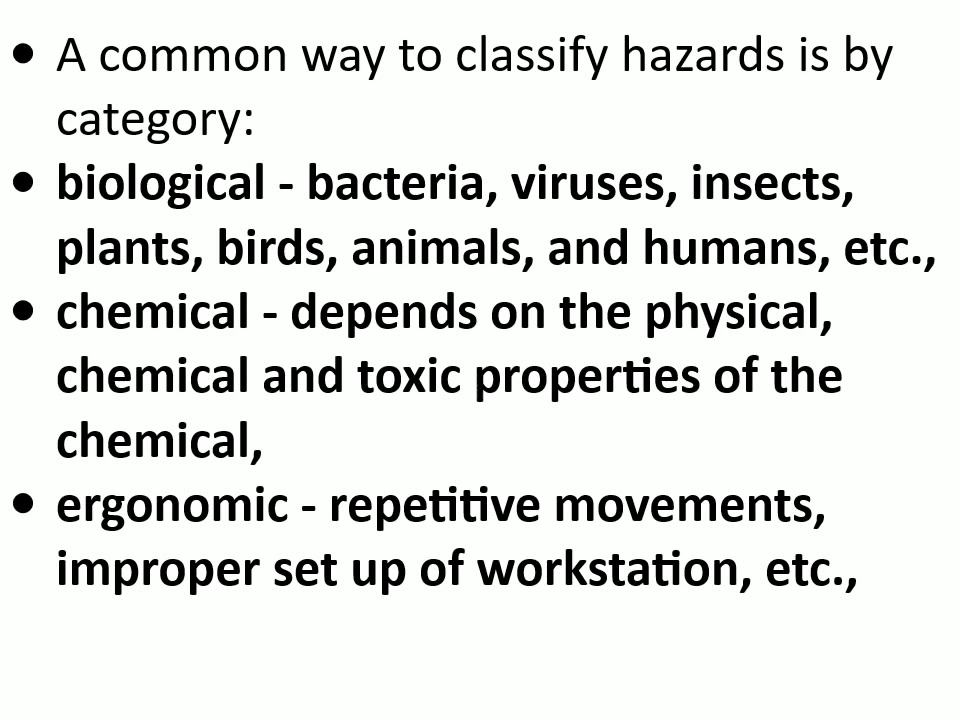 • A common way to classify hazards is by
category:
• biological - bacteria, viruses, insects,
plants, birds, animals, and humans, etc.,
• chemical - depends on the physical,
chemical and toxic properties of the
chemical,
• ergonomic - repetitive movements,
improper set up of workstation, etc.,